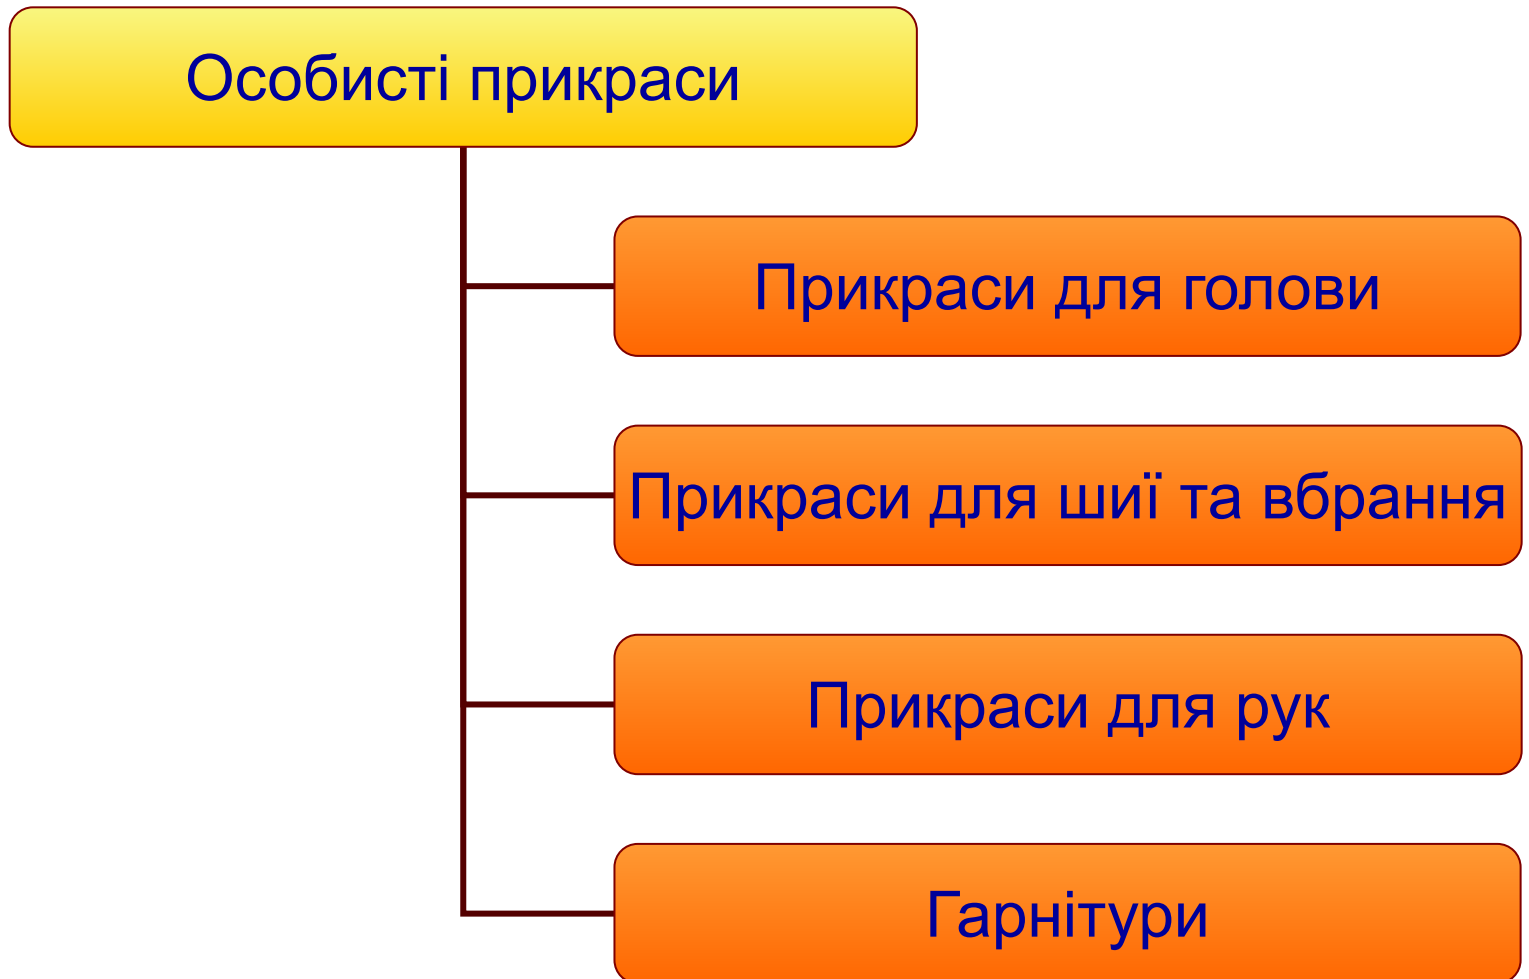 Особисті прикраси
Прикраси для голови
Прикраси для шиї та вбрання
Прикраси для рук
Гарнітури